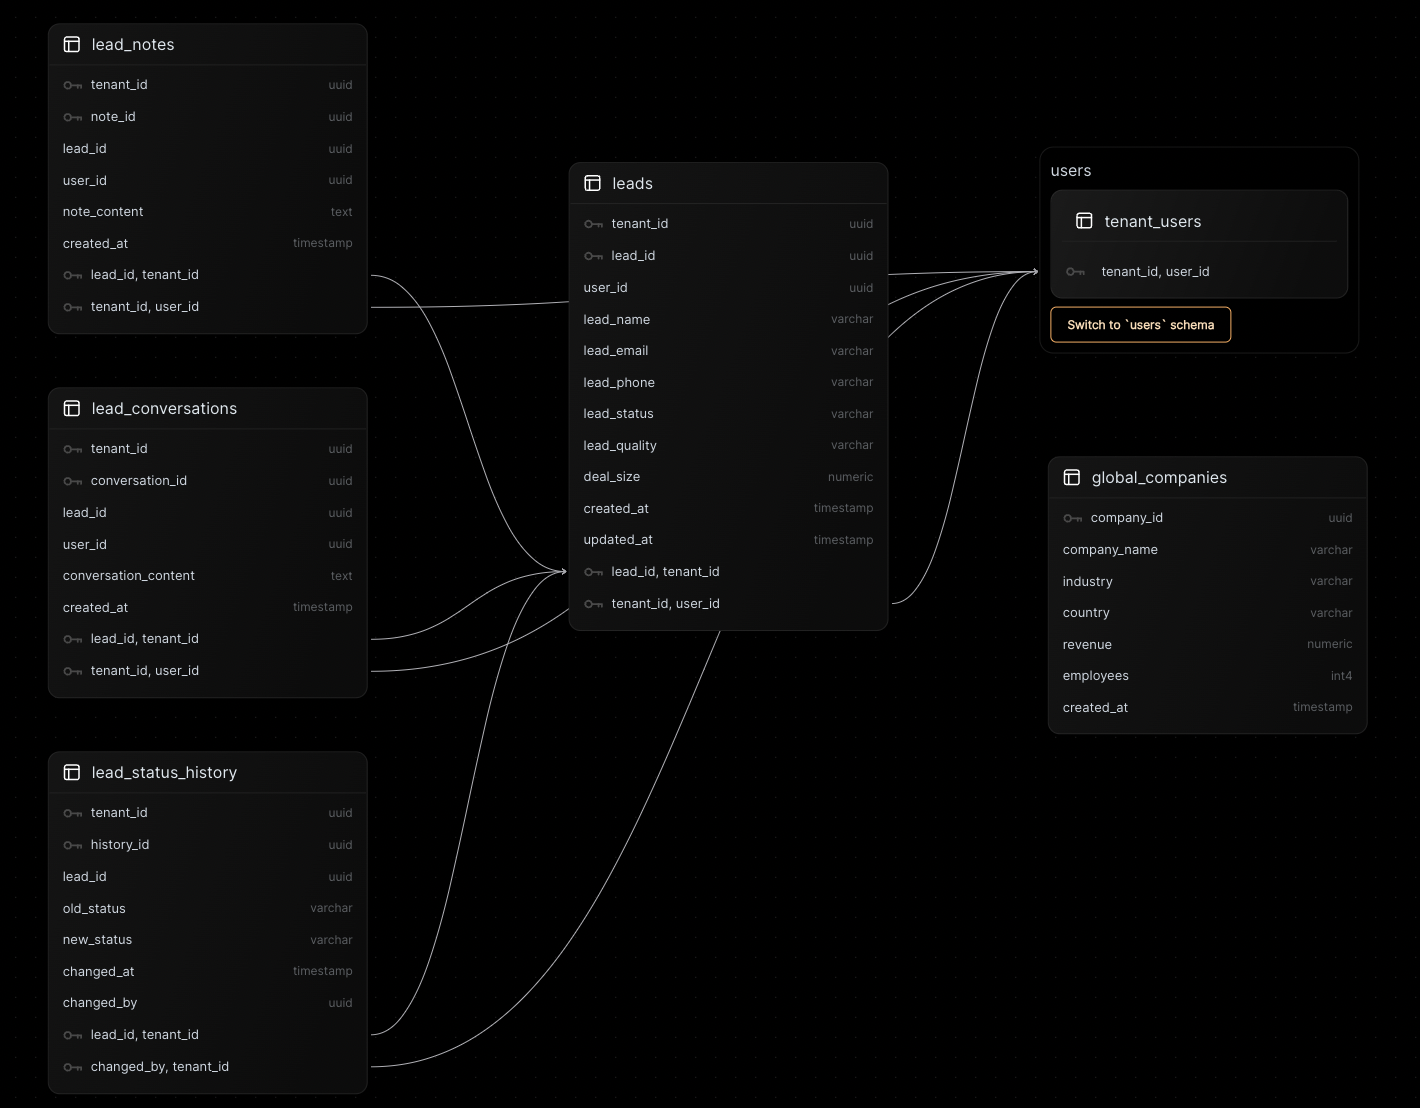 lead_notes
tenant_id uuid
note_id uuid
lead_id uuid
user_id uuid
note_content text
created_at timestamp
lead_id, tenant_id
tenant_id, user_id
lead_conversations
tenant_id uuid
conversation_id uuid
lead_id uuid
user_id uuid
conversation_content text
created_at timestamp
lead_id, tenant_id
tenant_id, user_id
lead_status_history
tenant_id uuid
history_id uuid
lead_id uuid
old_status varchar
new_status varchar
changed_at timestamp
changed_by uuid
lead_id, tenant_id
changed_by, tenant_id
leads
tenant_id uuid
lead_id uuid
user_id uuid
lead_name varchar
lead_email varchar
lead_phone varchar
lead_status varchar
lead_quality varchar
deal_size numeric
created_at timestamp
updated_at timestamp
lead_id, tenant_id
tenant_id, user_id
users
tenant_users
tenant_id, user_id
Switch to `users` schema
global_companies
company_id uuid
company_name varchar
industry varchar
country varchar
revenue numeric
employees int4
created_at timestamp